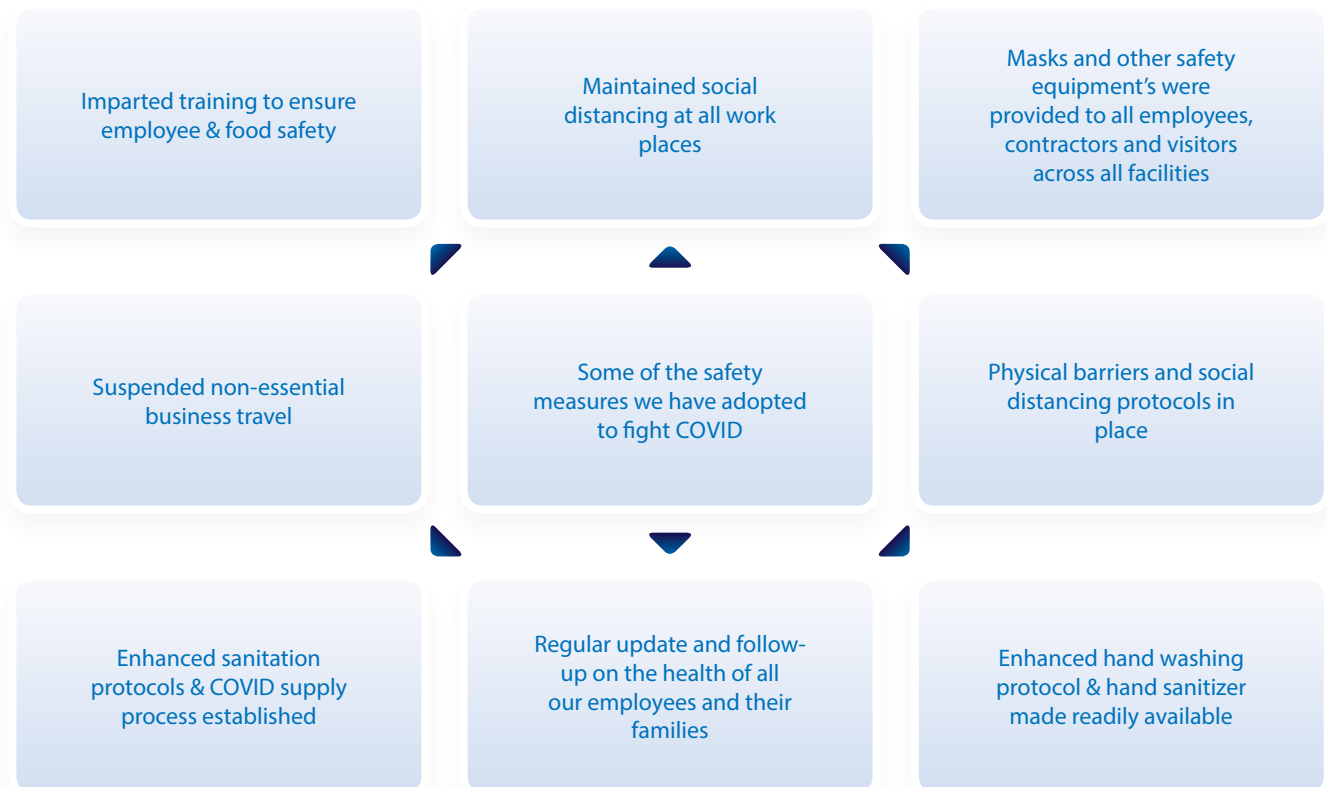 Imparted training to ensure
employee & food safety
Maintained social
distancing at all work
places
Masks and other safety
equipment’s were
provided to all employees,
contractors and visitors
across all facilities
Suspended non-essential
business travel
Some of the safety
measures we have adopted
to fight COVID
Physical barriers and social
distancing protocols in
place
Enhanced sanitation
protocols & COVID supply
process established
Regular update and follow-
up on the health of all
our employees and their
families
Enhanced hand washing
protocol & hand sanitizer
made readily available